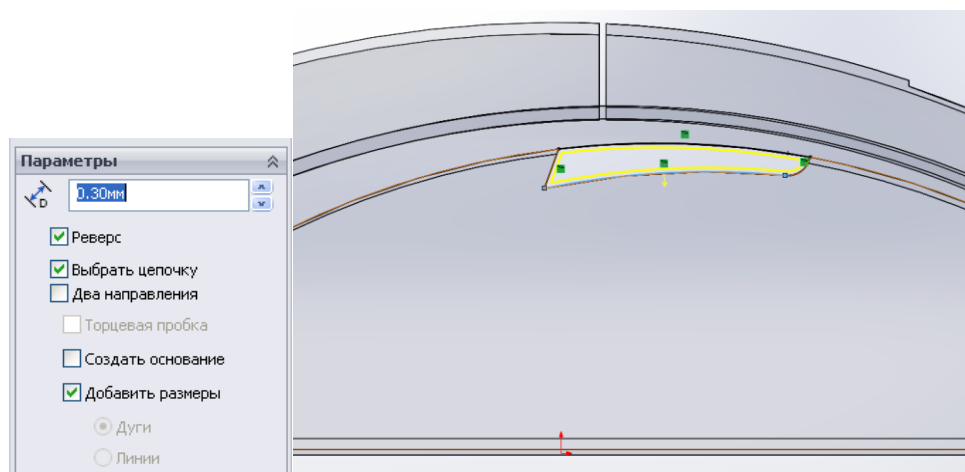 Параметры
D
0.30мм
Реверс
Выбрать цепочку
Два направления
Торцевая пробка
Создать основание
Добавить размеры
Дуги
Линии